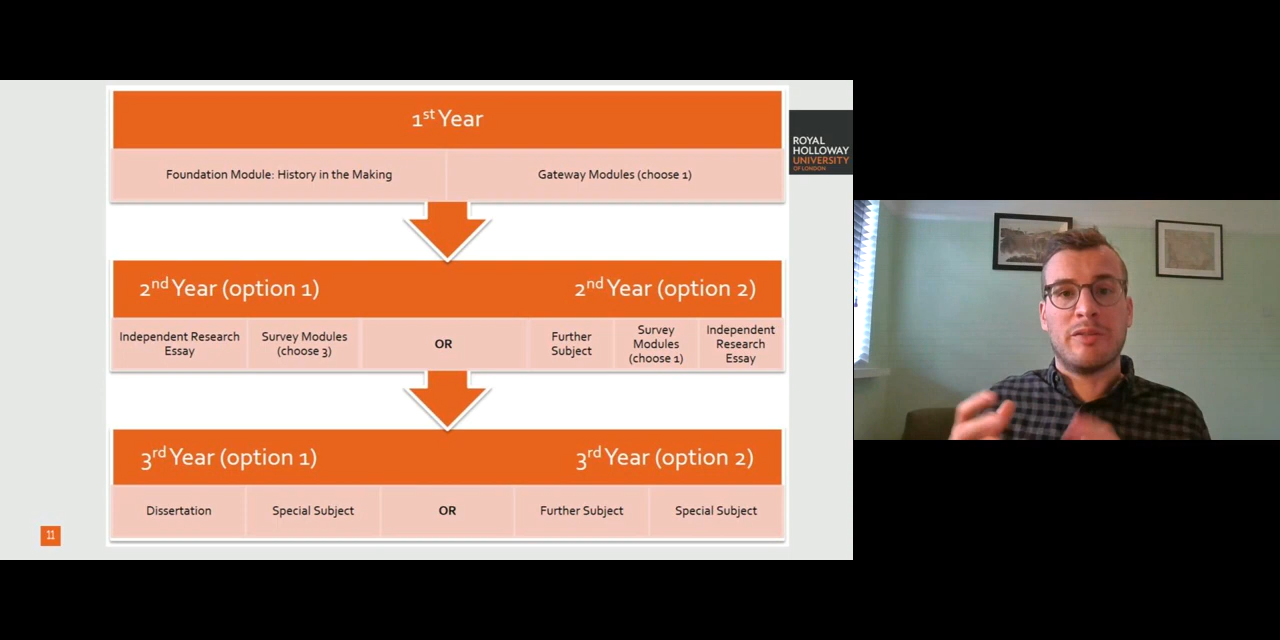 1st Year
Foundation Module: History in the Making
Gateway Modules (choose 1)
ROYAL
HOLLOWAY
UNIVERSITY
OF LONDON
2nd Year (option 1)
2nd Year (option 2)
Independent Research
Essay
Survey Modules
(choose 3)
OR
Further
Subject
Survey
Modules
(choose 1)
Independent
Research
Essay
3rd Year (option 1)
3rd Year (option 2)
Dissertation
Special Subject
OR
Further Subject
Special Subject
11